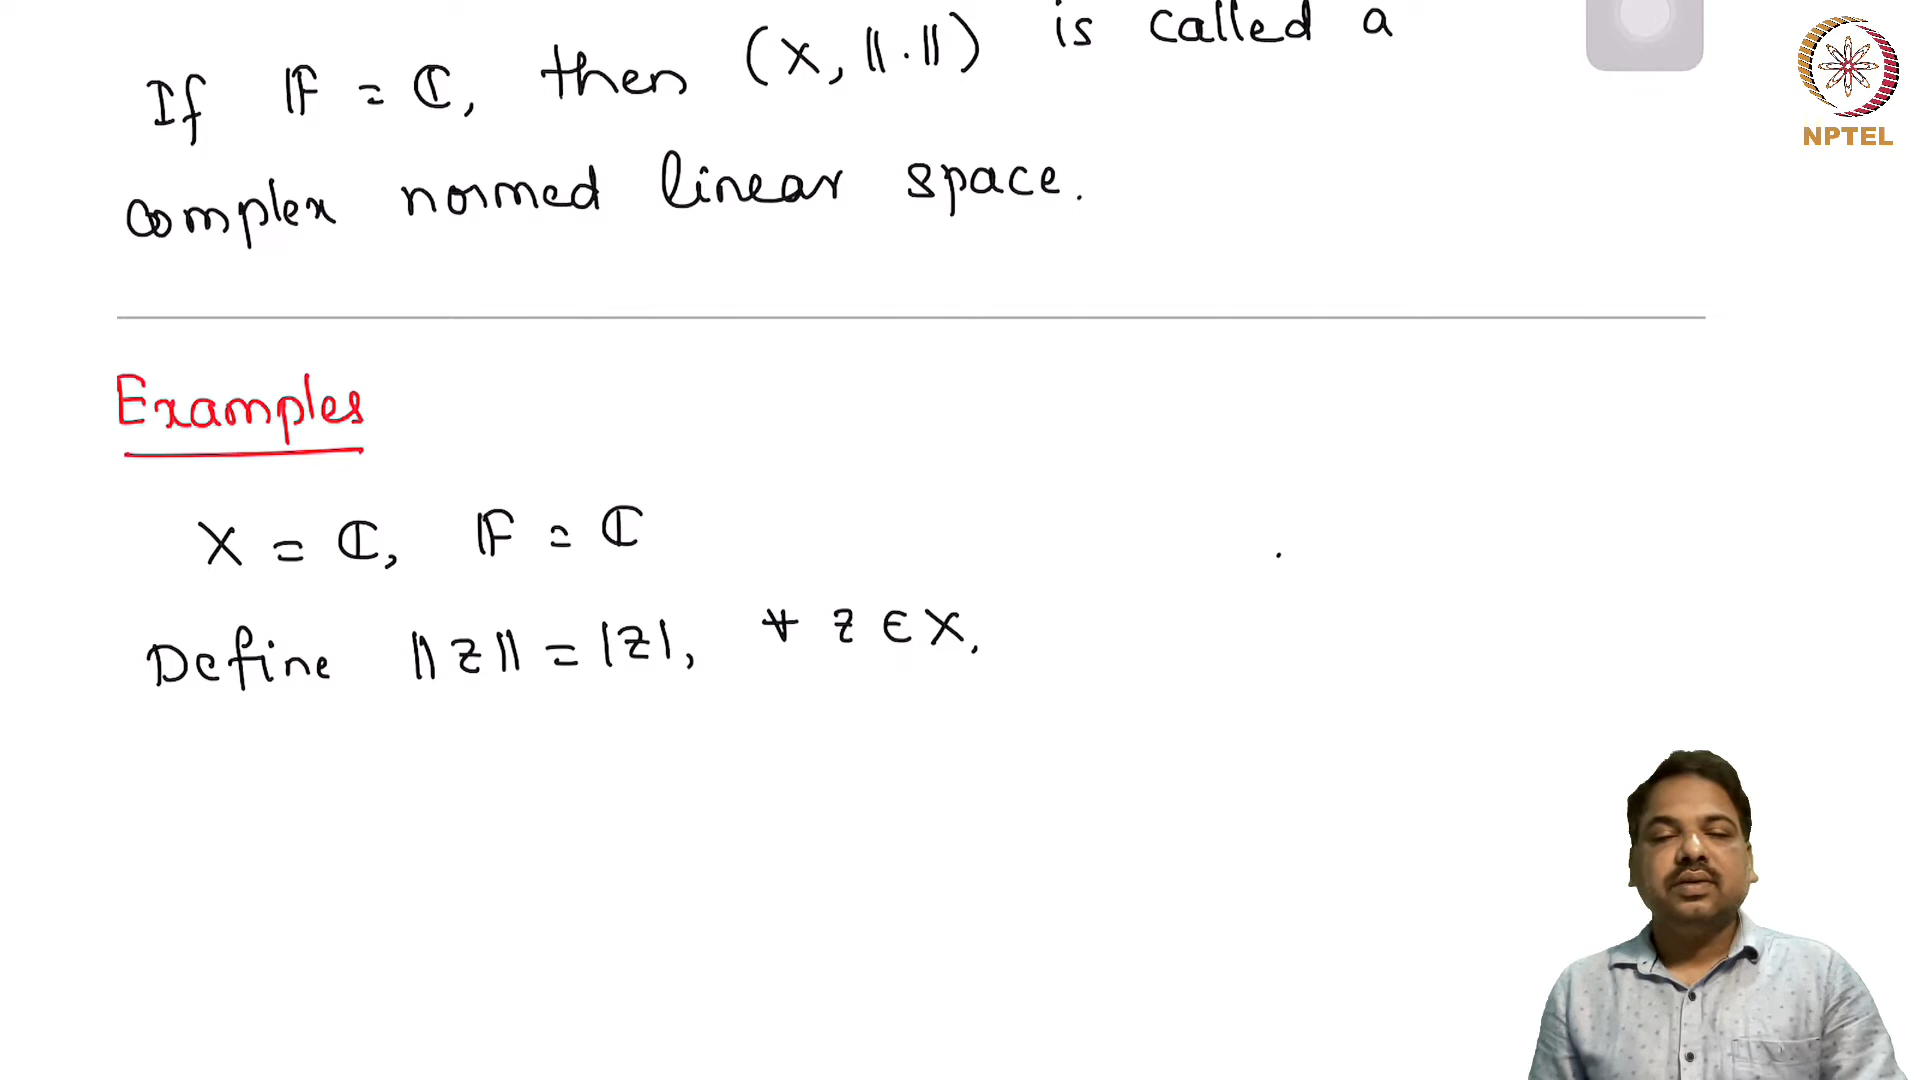 If 𝔽 = ℂ, then (X, ||·||) is called a
complex normed linear space.
NPTEL
Examples
X = ℂ, 𝔽 = ℂ
Define ||z|| = |z|, ∀ z ∈ X,